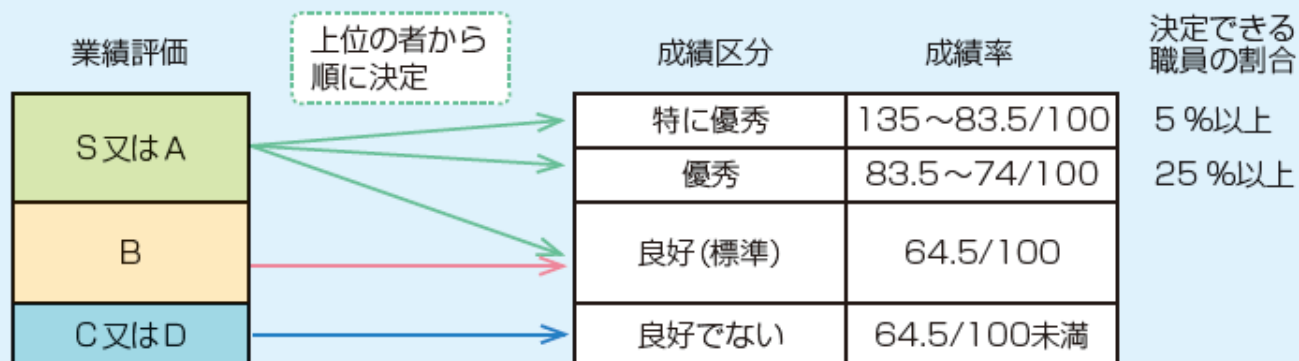 業績評価
上位の者から
順に決定
成績区分
成績率
決定できる
職員の割合
S又はA
特に優秀
135〜83.5/100
5%以上
優秀
83.5〜74/100
25%以上
B
良好(標準)
64.5/100
C又はD
良好でない
64.5/100未満